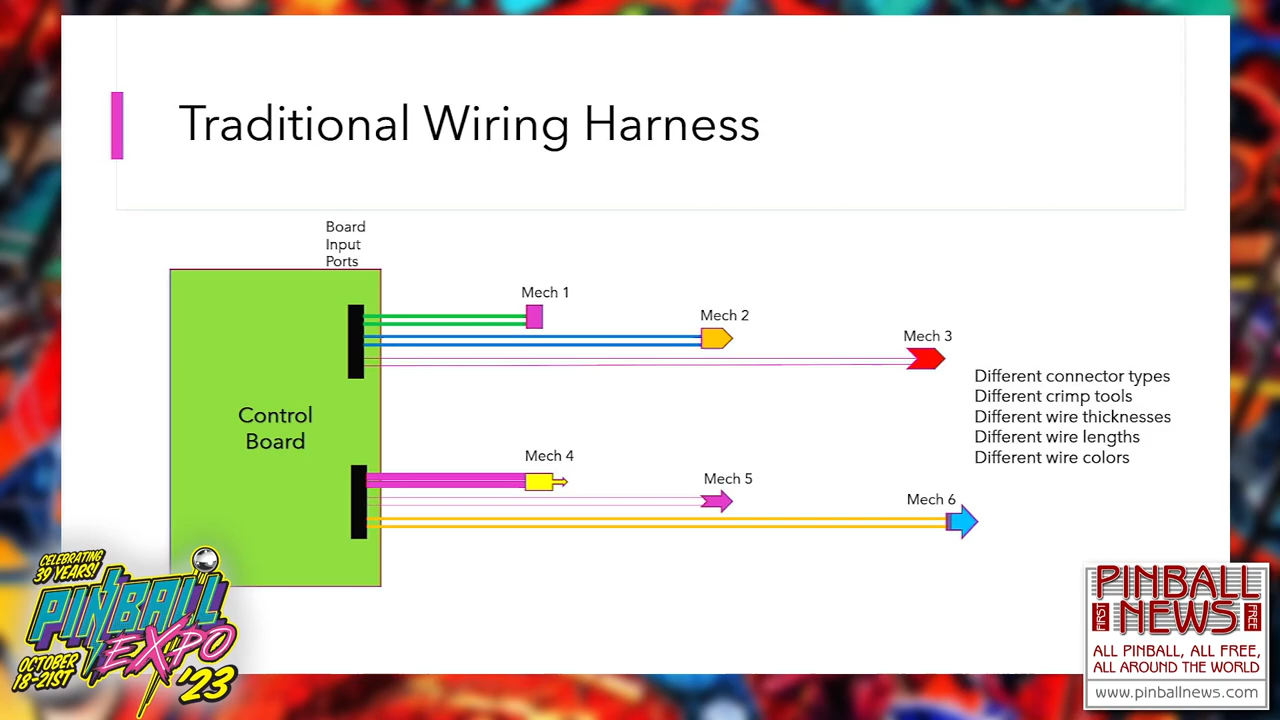 Traditional Wiring Harness
Board
Input
Ports
Mech 1
Mech 2
Mech 3
Different connector types
Different crimp tools
Different wire thicknesses
Different wire lengths
Different wire colors
Control
Board
Mech 4
Mech 5
Mech 6
CELEBRATING
39 YEARS!
PINBALL
EXPO
OCTOBER
18-21ST
'23
PINBALL
FIRST NEWS FREE
ALL PINBALL, ALL FREE,
ALL AROUND THE WORLD
www.pinballnews.com